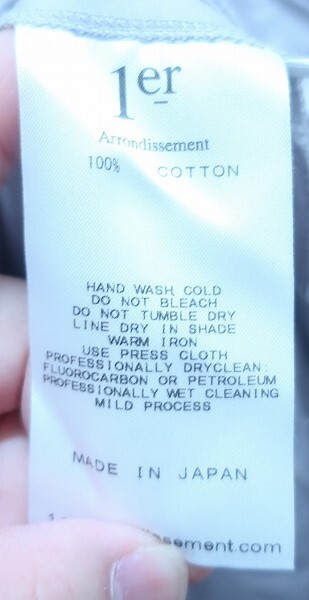 1er
Arrondissement
100% COTTON
HAND WASH COLD
DO NOT BLEACH
DO NOT TUMBLE DRY
LINE DRY IN SHADE
WARM IRON
USE PRESS CLOTH
PROFESSIONALLY DRYCLEAN:
FLUOROCARBON OR PETROLEUM
PROFESSIONALLY WET CLEANING
MILD PROCESS
MADE IN JAPAN